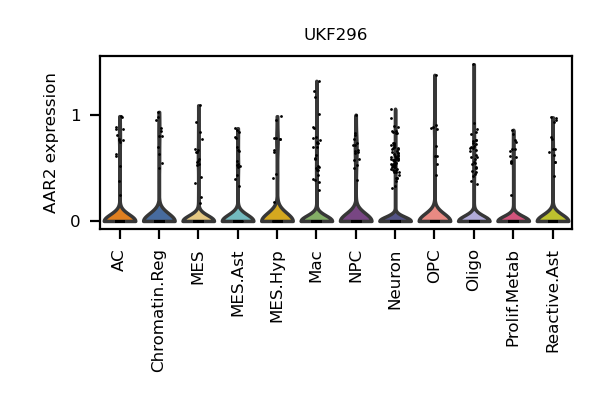 UKF296
AAR2 expression
1
0
AC
Chromatin.Reg
MES
MES.Ast
MES.Hyp
Mac
NPC
Neuron
OPC
Oligo
Prolif.Metab
Reactive.Ast